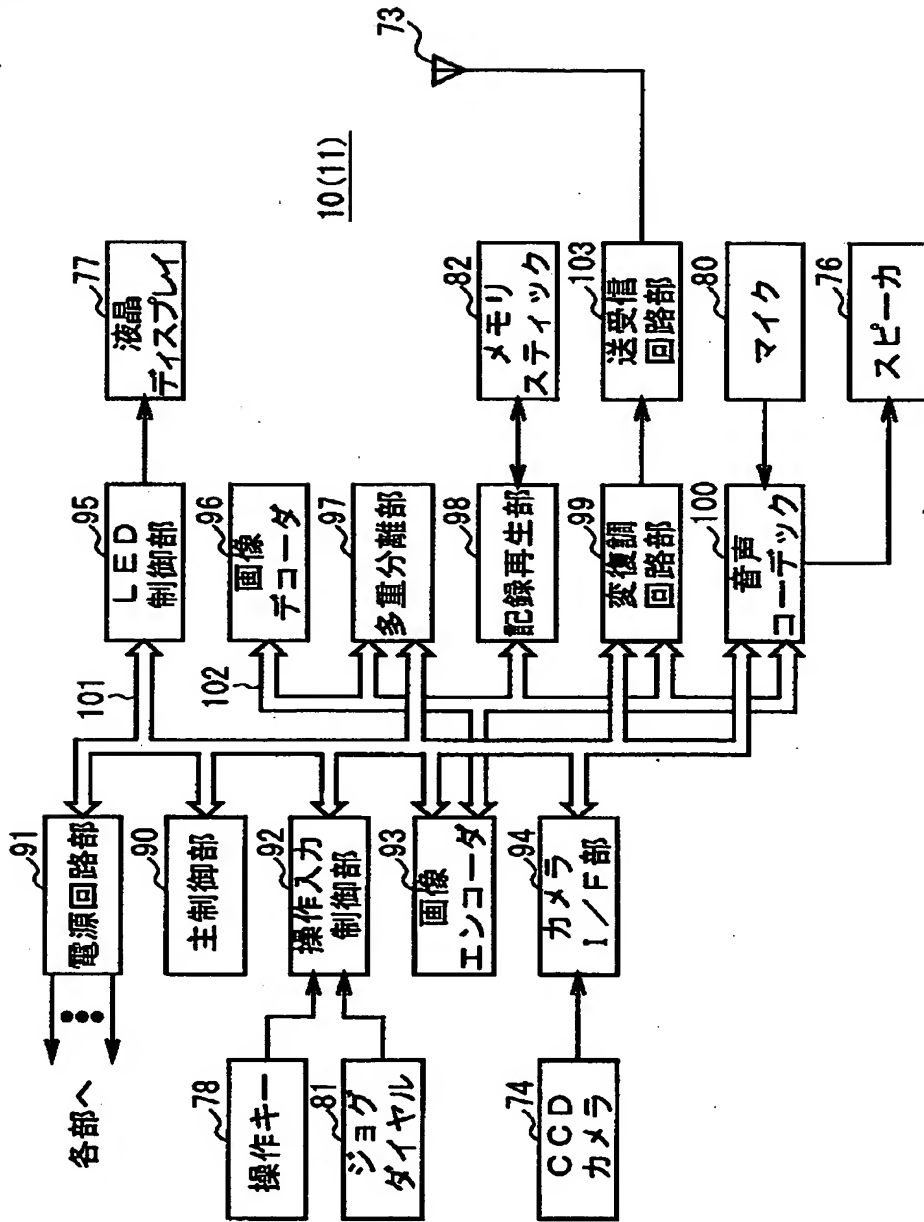 73
10(11)
77
液晶
ディスプレイ
82
メモリ
スティック
103
送受信
回路部
80
マイク
76
スピーカ
95
LED
制御部
96
画像
デコーダ
97
多重分離部
98
記録再生部
99
変復調
回路部
100
音声
コーデック
101
102
91
電源回路部
90
主制御部
92
操作入力
制御部
93
画像
エンコーダ
94
カメラ
I/F部
各部へ
78
操作キー
81
ジョグ
ダイヤル
74
CCD
カメラ